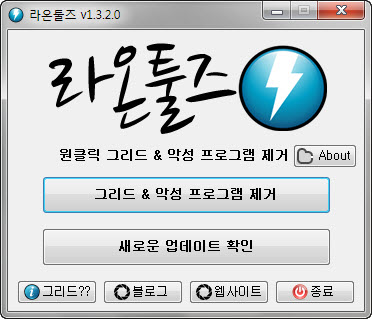 라온툴즈 v1.3.2.0
라온툴즈
원클릭 그리드 & 악성 프로그램 제거 About
그리드 & 악성 프로그램 제거
새로운 업데이트 확인
그리드?? 블로그 웹사이트 종료